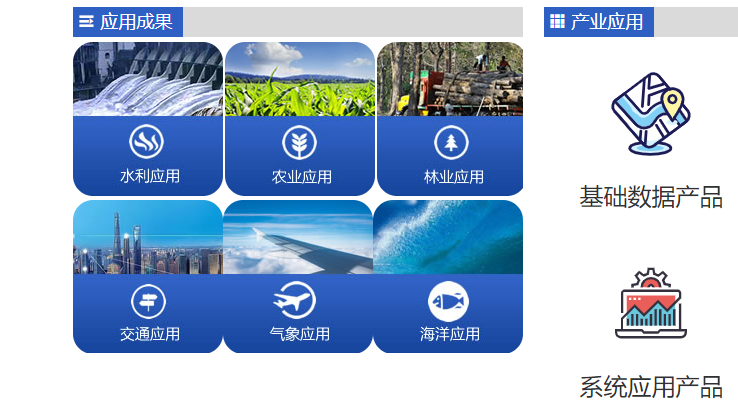 应用成果
产业应用
水利应用
农业应用
林业应用
基础数据产品
交通应用
气象应用
海洋应用
系统应用产品